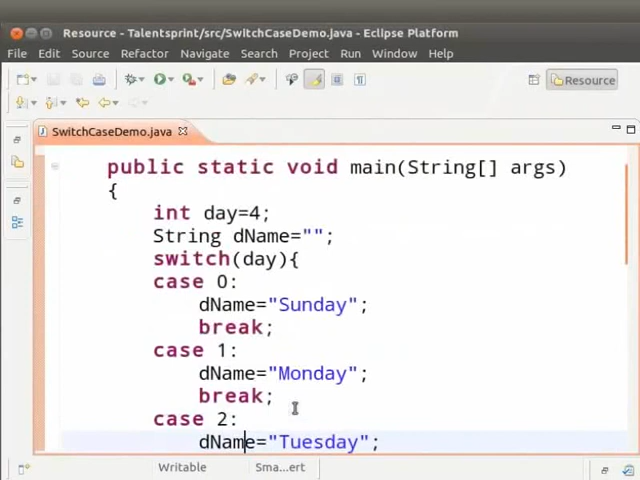 Resource - Talentsprint/src/SwitchCaseDemo.java - Eclipse Platform
File Edit Source Refactor Navigate Search Project Run Window Help
Resource
SwitchCaseDemo.java
public static void main(String[] args)
{
int day=4;
String dName="";
switch(day){
case 0:
dName="Sunday";
break;
case 1:
dName="Monday";
break;
case 2:
dName="Tuesday";
Writable Sma...ert